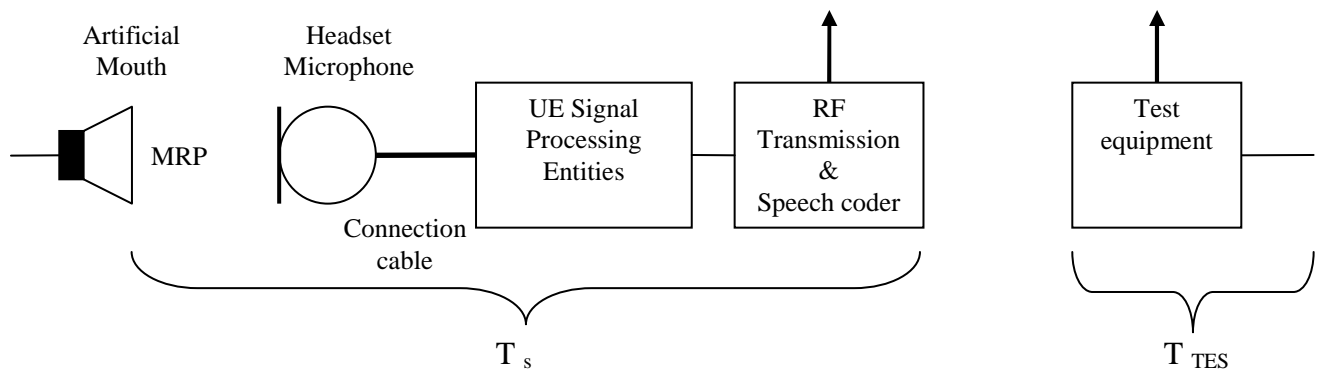 Artificial
Mouth
Headset
Microphone
MRP
Connection
cable
UE Signal
Processing
Entities
RF
Transmission
&
Speech coder
Test
equipment
T s
T TES